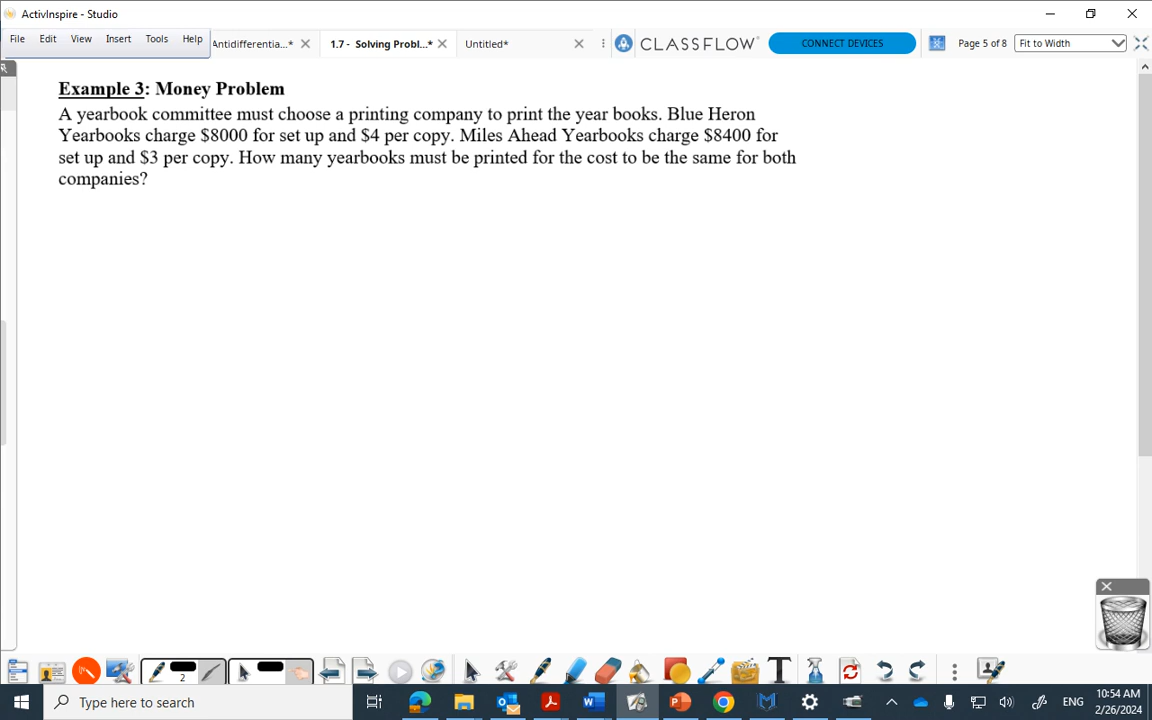 ActivInspire - Studio
File Edit View Insert Tools Help
Antidifferentia...*
1.7 - Solving Probl...*
Untitled*
CLASSFLOW
CONNECT DEVICES
Page 5 of 8
Fit to Width
Example 3: Money Problem
A yearbook committee must choose a printing company to print the year books. Blue Heron
Yearbooks charge $8000 for set up and $4 per copy. Miles Ahead Yearbooks charge $8400 for
set up and $3 per copy. How many yearbooks must be printed for the cost to be the same for both
companies?
2
Type here to search
ENG
10:54 AM
2/26/2024